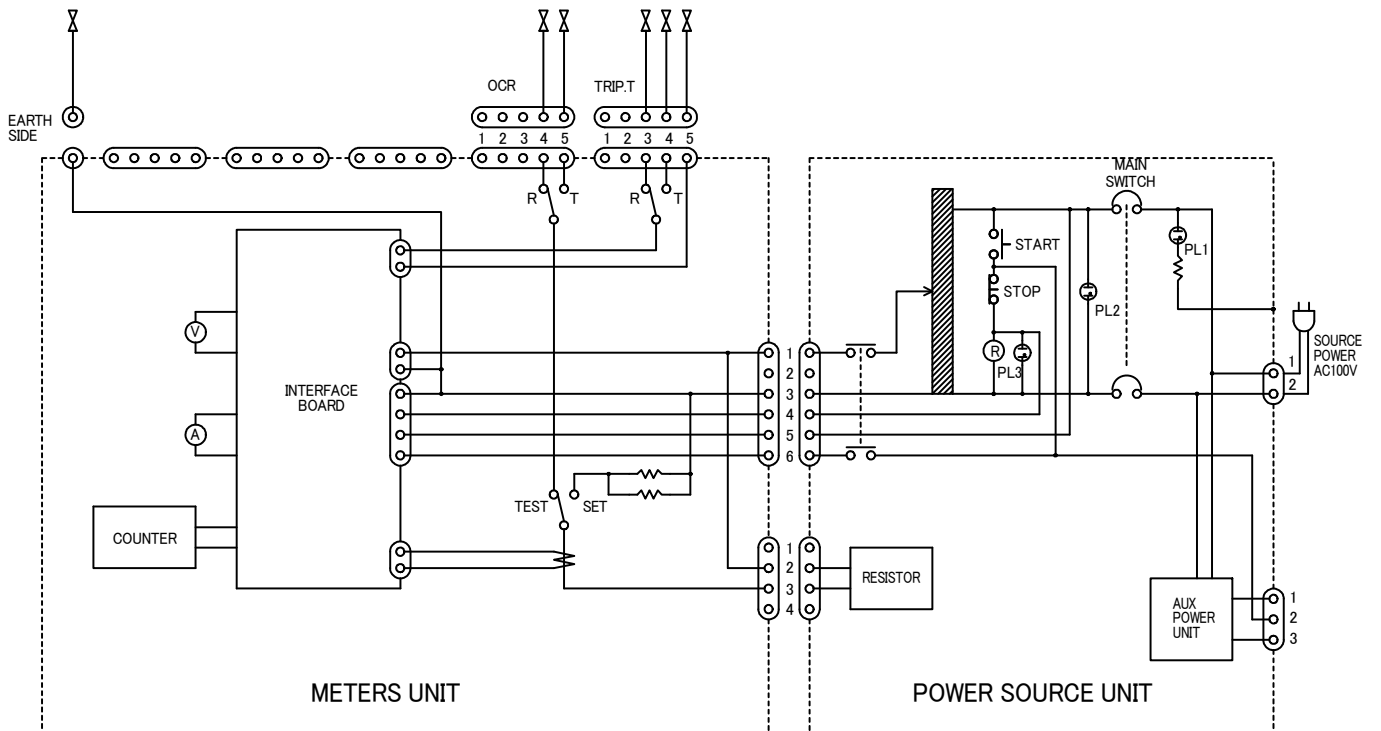 OCR
TRIP.T
EARTH
SIDE
1 2 3 4 5
1 2 3 4 5
R
T
R
T
MAIN
SWITCH
START
PL1
STOP
PL2
V
R
PL3
SOURCE
POWER
AC100V
1
2
INTERFACE
BOARD
A
1
2
3
4
5
6
TEST
SET
COUNTER
1
2
3
4
RESISTOR
AUX
POWER
UNIT
1
2
3
METERS UNIT
POWER SOURCE UNIT